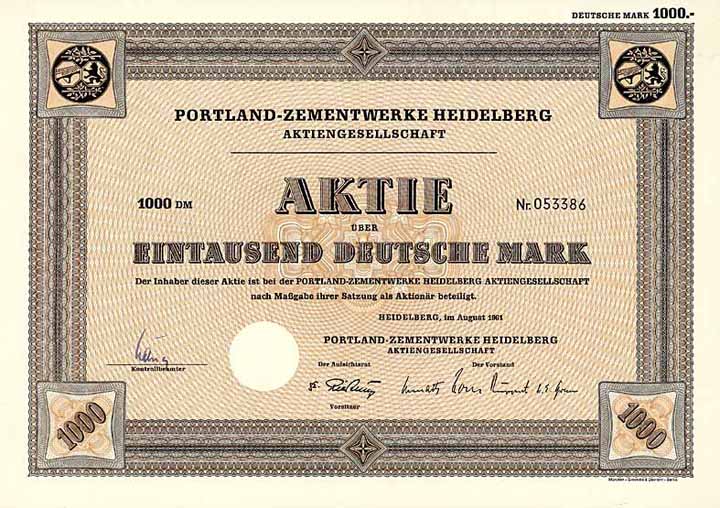 DEUTSCHE MARK 1000.-
PORTLAND-ZEMENTWERKE HEIDELBERG
AKTIENGESELLSCHAFT
1000 DM
AKTIE
Nr. 053386
ÜBER
EINTAUSEND DEUTSCHE MARK
Der Inhaber dieser Aktie ist bei der PORTLAND-ZEMENTWERKE HEIDELBERG AKTIENGESELLSCHAFT
nach Maßgabe ihrer Satzung als Aktionär beteiligt.
HEIDELBERG, im August 1961
PORTLAND-ZEMENTWERKE HEIDELBERG
AKTIENGESELLSCHAFT
Kontrollbeamter
Der Aufsichtsrat
Der Vorstand
Vorsitzer
1000
1000